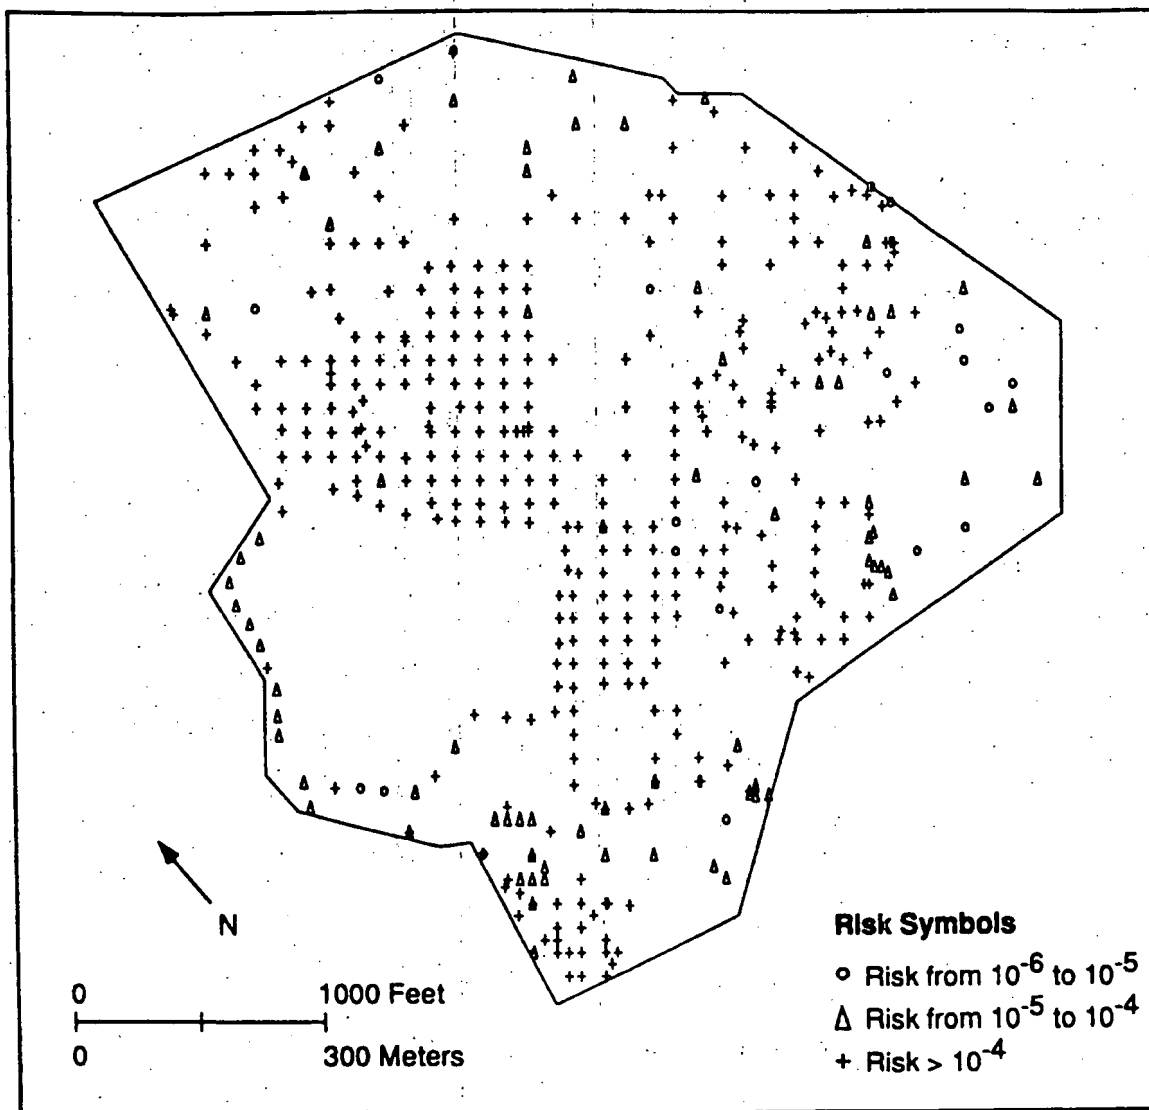 N
Risk Symbols
o Risk from 10⁻⁶ to 10⁻⁵
Δ Risk from 10⁻⁵ to 10⁻⁴
+ Risk > 10⁻⁴
0 1000 Feet
0 300 Meters